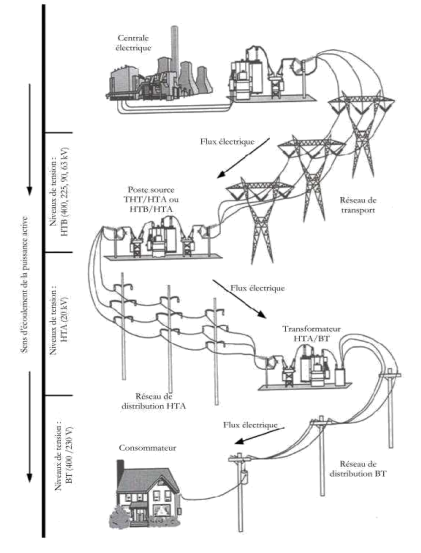 Centrale
électrique
Flux électrique
Poste source
THT/HTA ou
HTB/HTA
Réseau de
transport
Flux électrique
Transformateur
HTA/BT
Réseau de
distribution HTA
Flux électrique
Consommateur
Réseau de
distribution BT
Sens d'écoulement de la puissance active
Niveaux de tension :
HTB (400, 225, 90, 63 kV)
Niveaux de tension :
HTA (20 kV)
Niveaux de tension :
BT (400 /230 V)